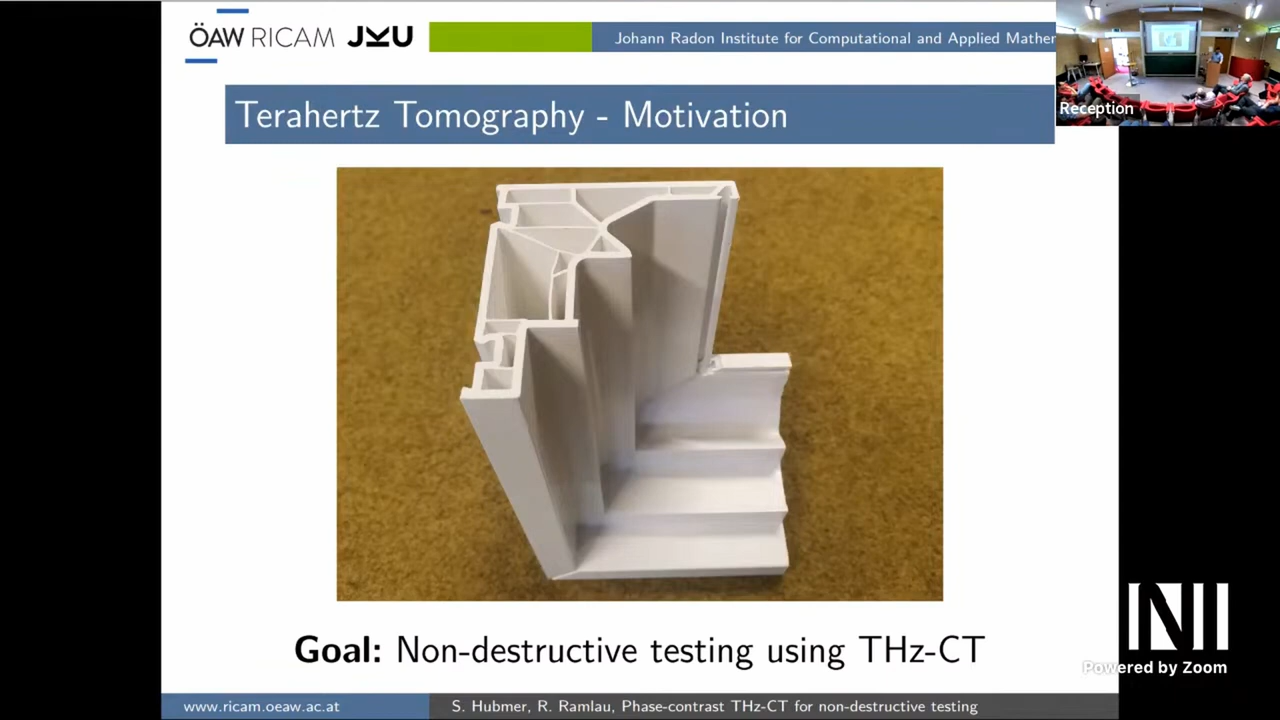 ÖAW RICAM JKU
Johann Radon Institute for Computational and Applied Mather
Reception
Terahertz Tomography - Motivation
Goal: Non-destructive testing using THz-CT
Powered by Zoom
www.ricam.oeaw.ac.at
S. Hubmer, R. Ramlau, Phase-contrast THz-CT for non-destructive testing